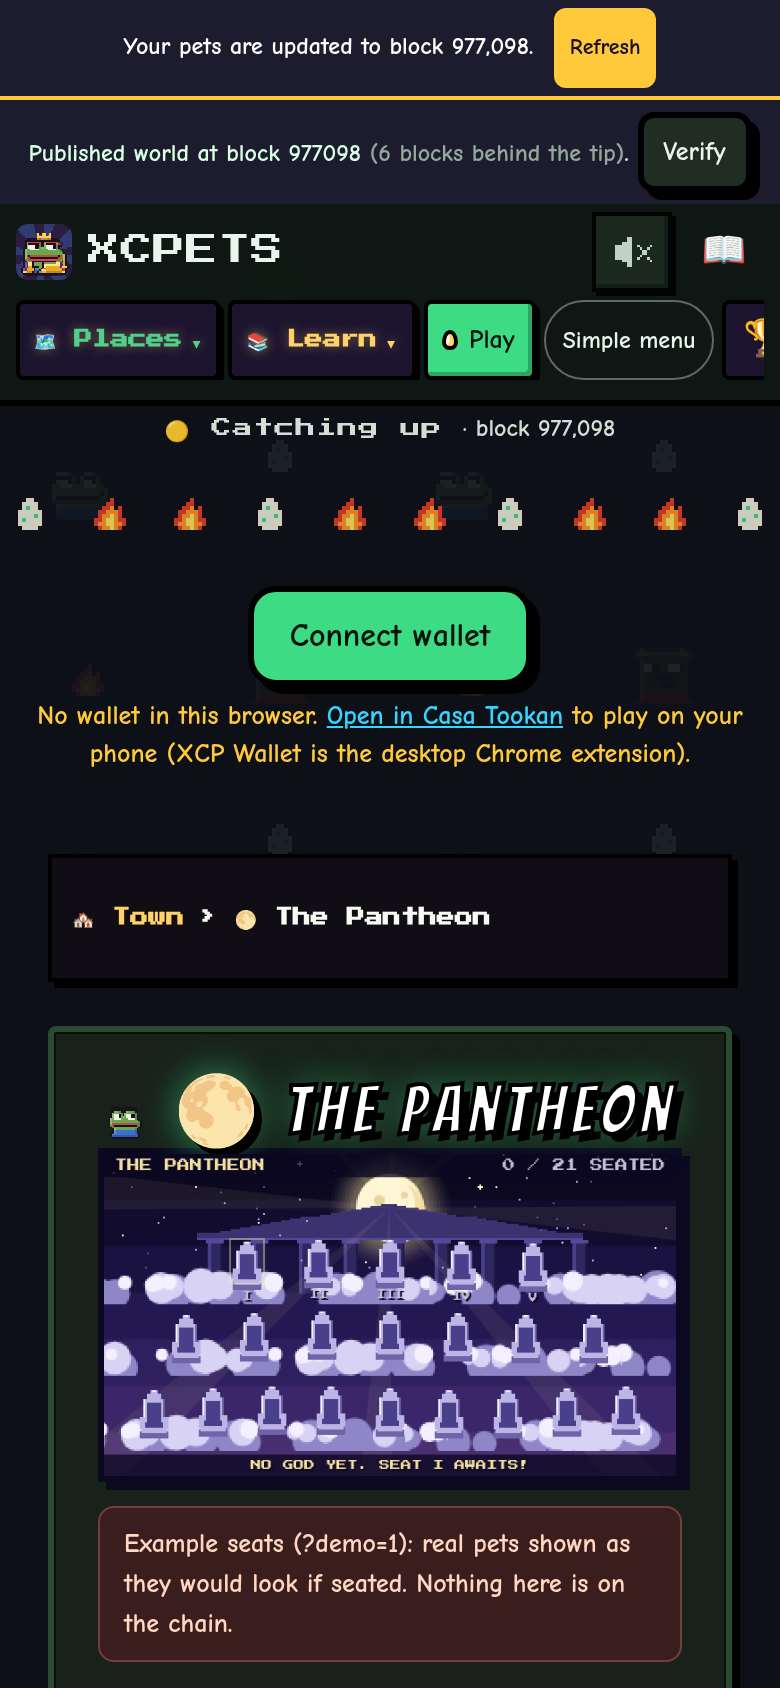 Your pets are updated to block 977,098.
Refresh
Published world at block 977098 (6 blocks behind the tip).
Verify
XCPETS
Places ▾
Learn ▾
Play
Simple menu
Catching up · block 977,098
Connect wallet
No wallet in this browser. Open in Casa Tookan to play on your
phone (XCP Wallet is the desktop Chrome extension).
Town › The Pantheon
THE PANTHEON
THE PANTHEON
0 / 21 SEATED
I II III IV V
NO GOD YET. SEAT I AWAITS!
Example seats (?demo=1): real pets shown as
they would look if seated. Nothing here is on
the chain.